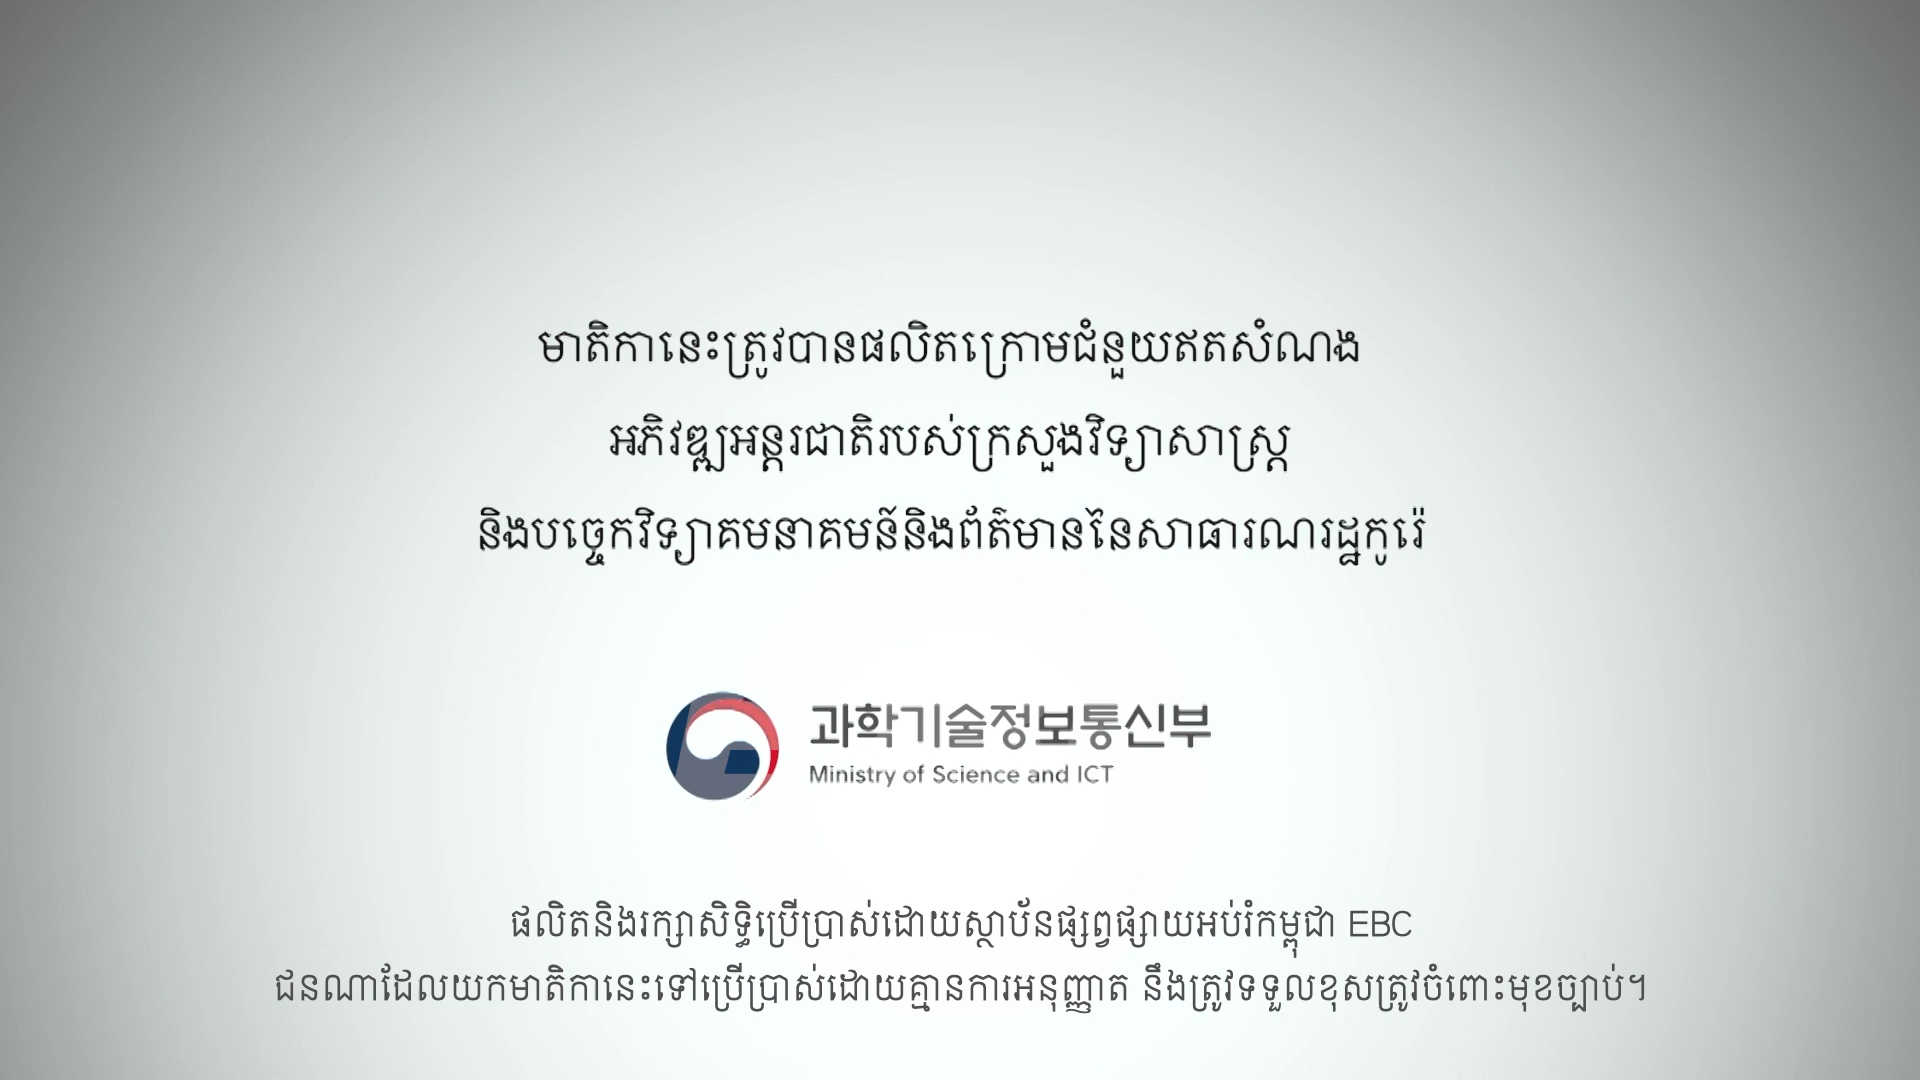 មាតិកានេះត្រូវបានផលិតក្រោមជំនួយឥតសំណង
អភិវឌ្ឍអន្តរជាតិរបស់ក្រសួងវិទ្យាសាស្ត្រ
និងបច្ចេកវិទ្យាគមនាគមន៍និងព័ត៌មាននៃសាធារណរដ្ឋកូរ៉េ
과학기술정보통신부
Ministry of Science and ICT
ផលិតនិងរក្សាសិទ្ធិប្រើប្រាស់ដោយស្ថាប័នផ្សព្វផ្សាយអប់រំកម្ពុជា EBC
ជនណាដែលយកមាតិកានេះទៅប្រើប្រាស់ដោយគ្មានការអនុញ្ញាត នឹងត្រូវទទួលខុសត្រូវចំពោះមុខច្បាប់។